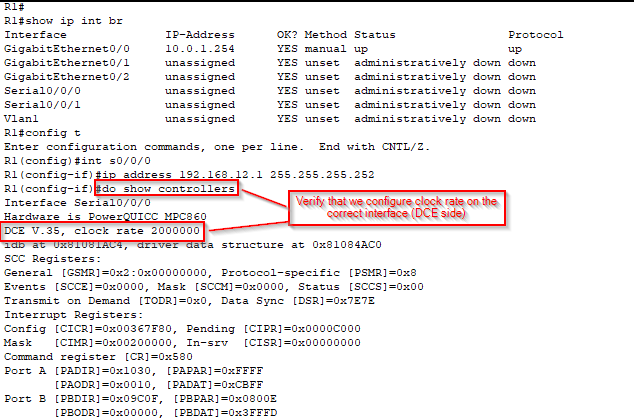 R1#
R1#show ip int br
Interface IP-Address OK? Method Status Protocol
GigabitEthernet0/0 10.0.1.254 YES manual up up
GigabitEthernet0/1 unassigned YES unset administratively down down
GigabitEthernet0/2 unassigned YES unset administratively down down
Serial0/0/0 unassigned YES unset administratively down down
Serial0/0/1 unassigned YES unset administratively down down
Vlan1 unassigned YES unset administratively down down
R1#config t
Enter configuration commands, one per line. End with CNTL/Z.
R1(config)#int s0/0/0
R1(config-if)#ip address 192.168.12.1 255.255.255.252
R1(config-if)#do show controllers
Interface Serial0/0/0
Verify that we configure clock rate on the
correct interface (DCE side)
Hardware is PowerQUICC MPC860
DCE V.35, clock rate 2000000
idb at 0x81081AC4, driver data structure at 0x81084AC0
SCC Registers:
General [GSMR]=0x2:0x00000000, Protocol-specific [PSMR]=0x8
Events [SCCE]=0x0000, Mask [SCCM]=0x0000, Status [SCCS]=0x00
Transmit on Demand [TODR]=0x0, Data Sync [DSR]=0x7E7E
Interrupt Registers:
Config [CICR]=0x00367F80, Pending [CIPR]=0x0000C000
Mask [CIMR]=0x00200000, In-srv [CISR]=0x00000000
Command register [CR]=0x580
Port A [PADIR]=0x1030, [PAPAR]=0xFFFF
[PAODR]=0x0010, [PADAT]=0xCBFF
Port B [PBDIR]=0x09C0F, [PBPAR]=0x0800E
[PBODR]=0x00000, [PBDAT]=0x3FFFD